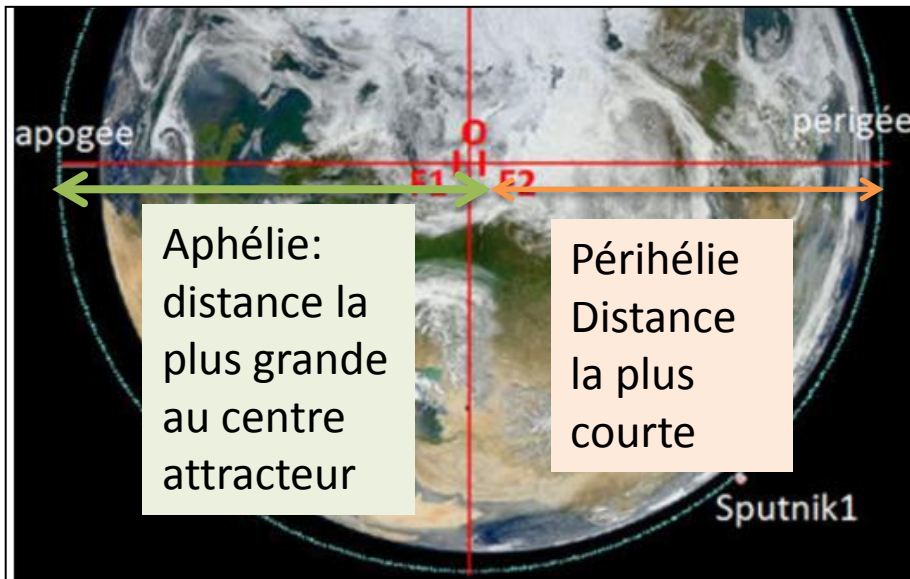 O
apogée
périgée
F1
F2
Aphélie:
distance la
plus grande
au centre
attracteur
Périhélie
Distance
la plus
courte
Sputnik1